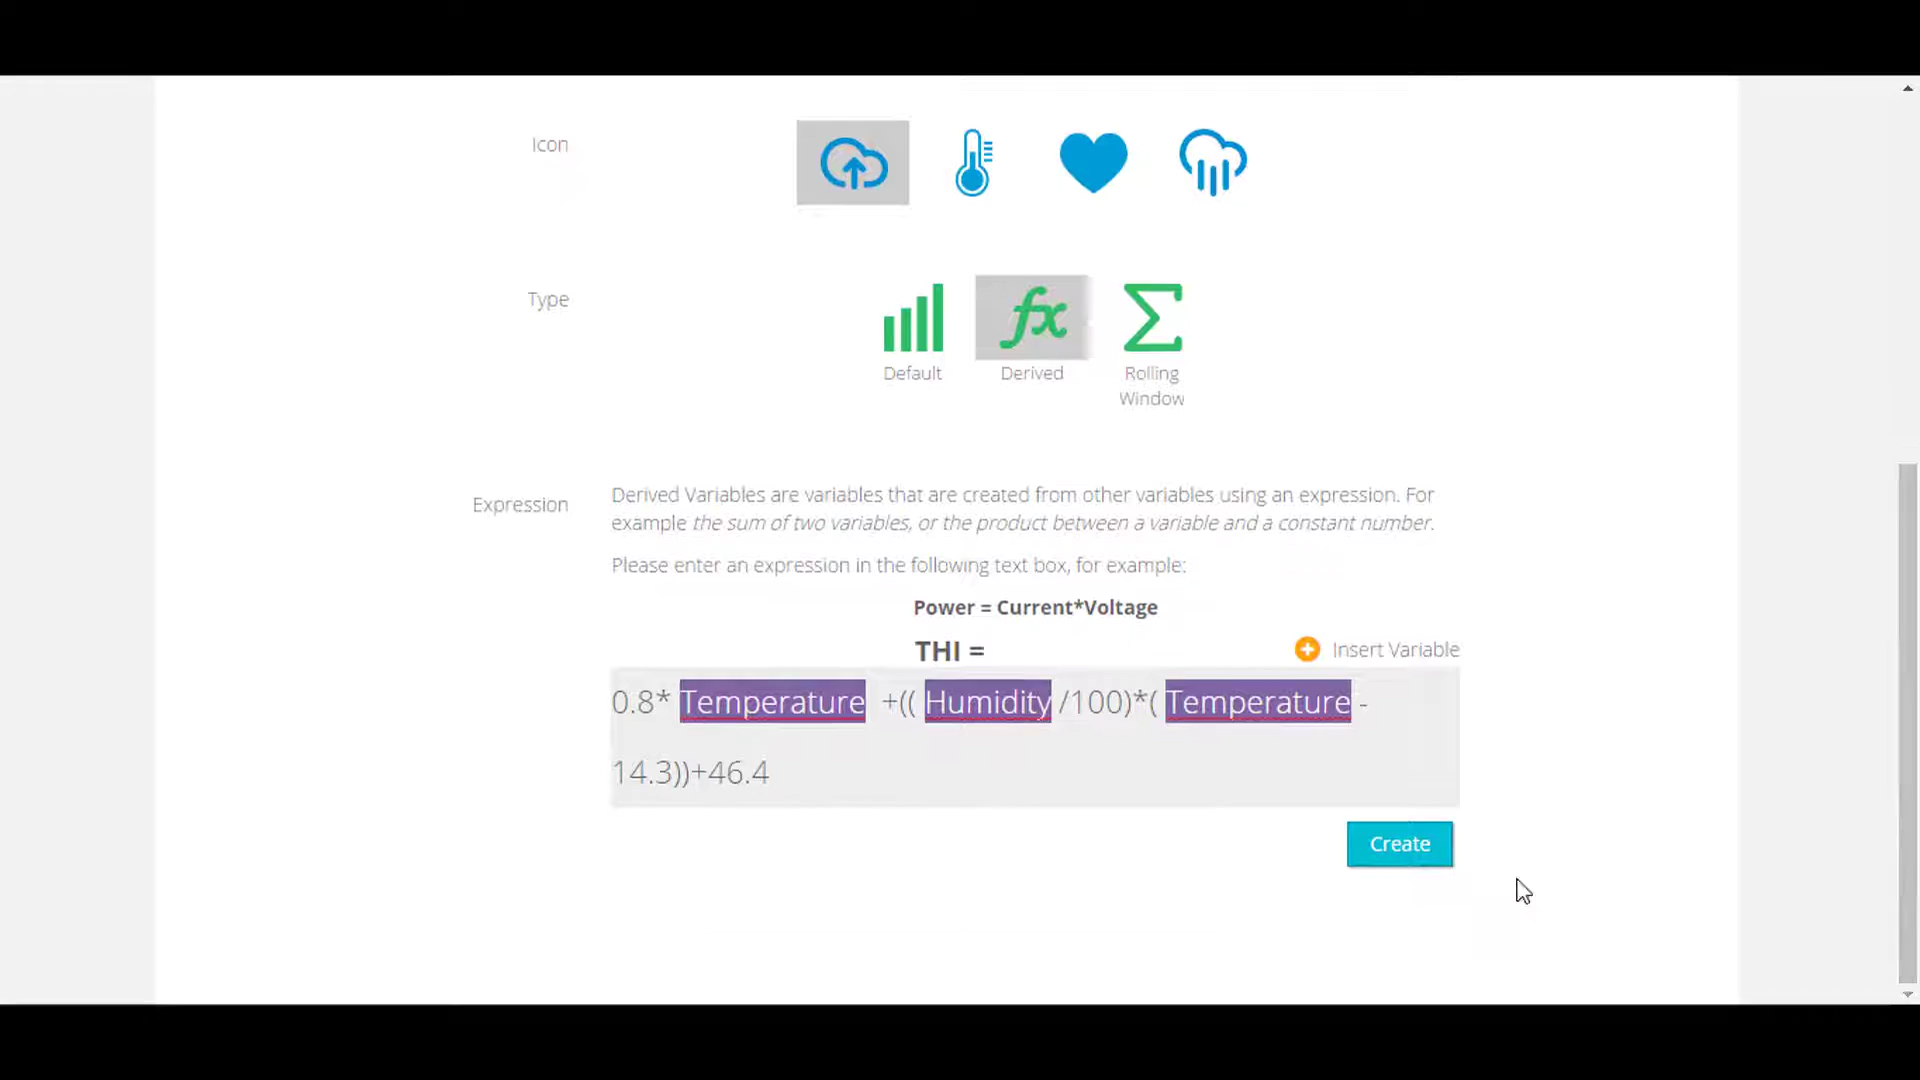 Icon
Type
Default
Derived
Rolling
Window
Expression
Derived Variables are variables that are created from other variables using an expression. For
example the sum of two variables, or the product between a variable and a constant number.
Please enter an expression in the following text box, for example:
Power = Current*Voltage
THI =
Insert Variable
0.8* Temperature +(( Humidity /100)*( Temperature -
14.3))+46.4
Create